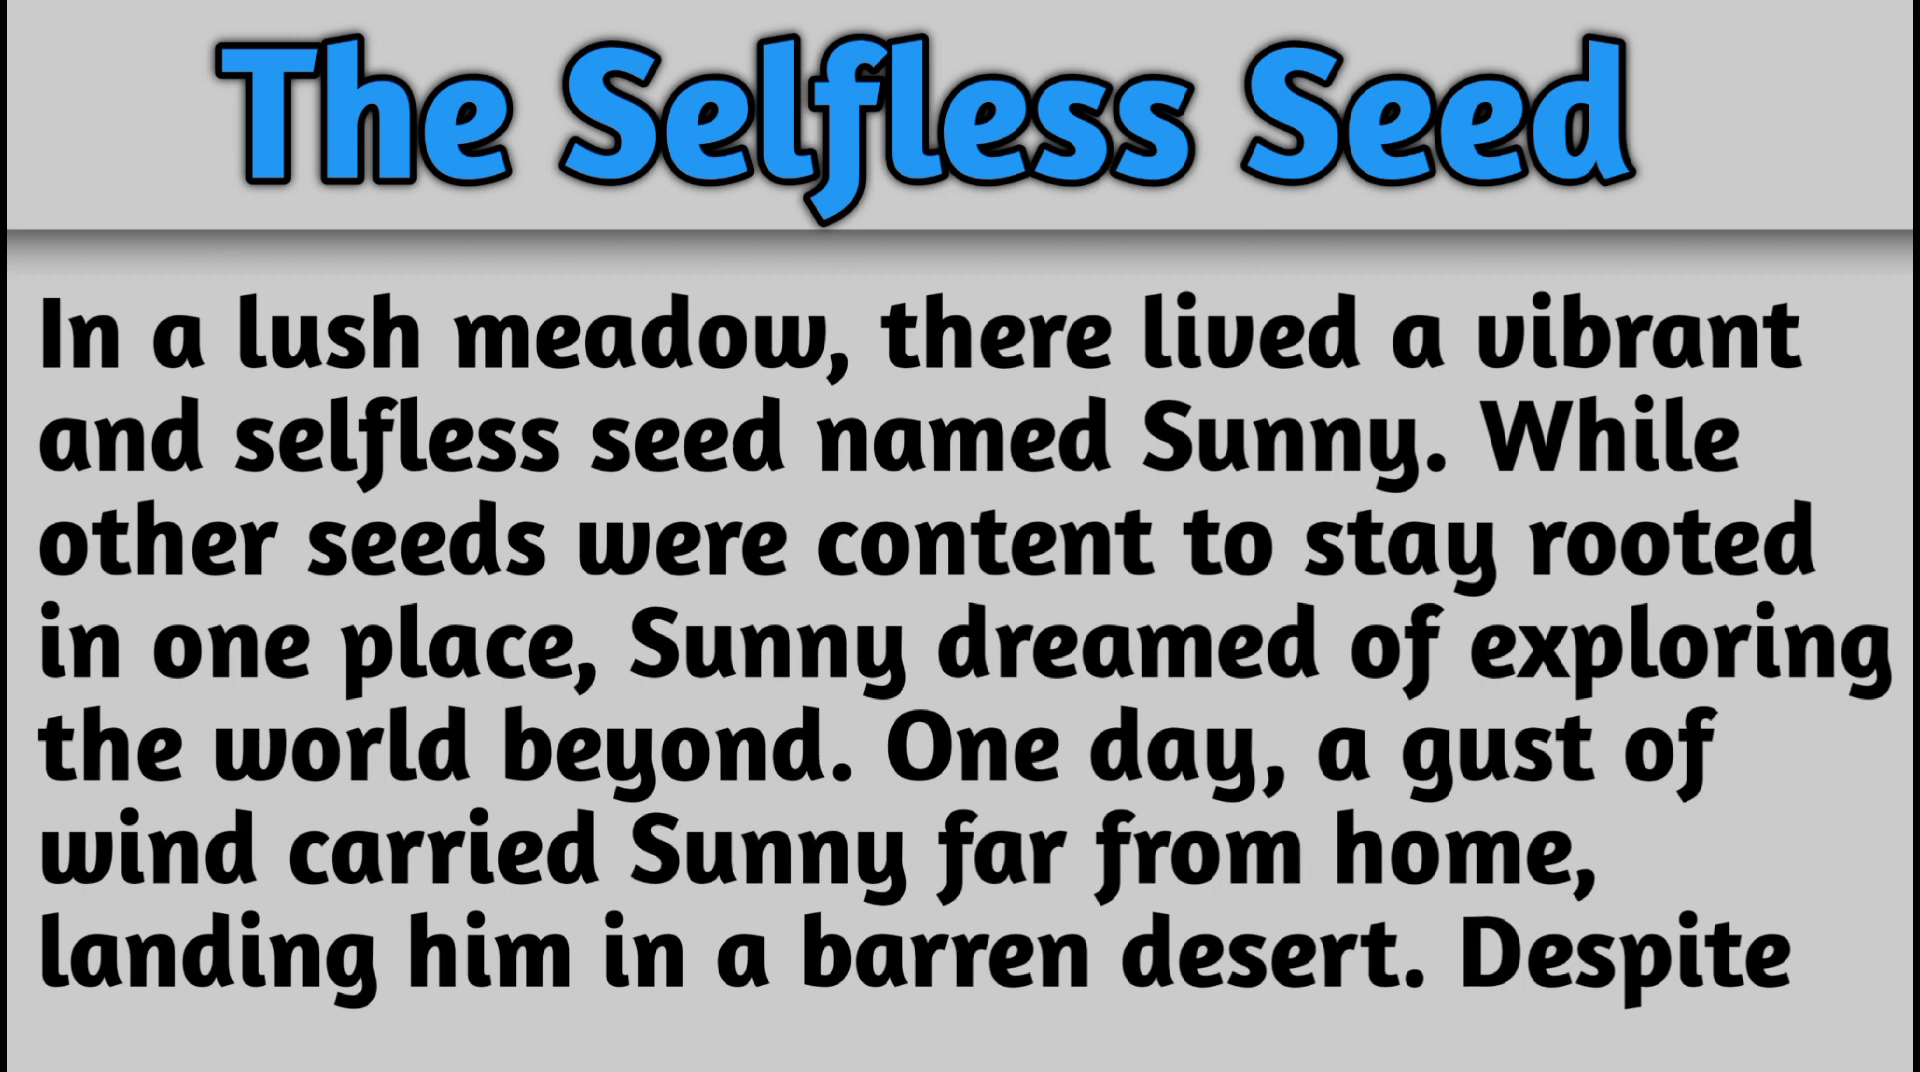 The Selfless Seed
In a lush meadow, there lived a vibrant
and selfless seed named Sunny. While
other seeds were content to stay rooted
in one place, Sunny dreamed of exploring
the world beyond. One day, a gust of
wind carried Sunny far from home,
landing him in a barren desert. Despite